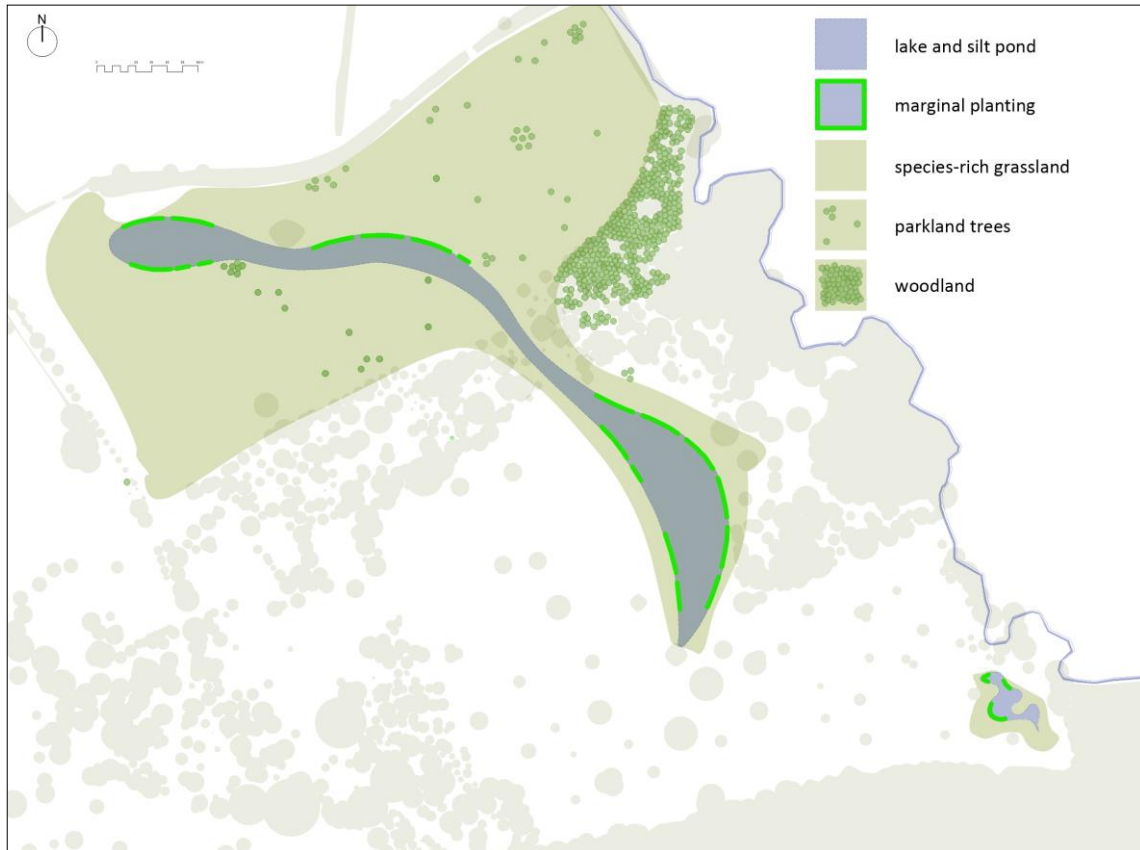 N
lake and silt pond
marginal planting
species-rich grassland
parkland trees
woodland